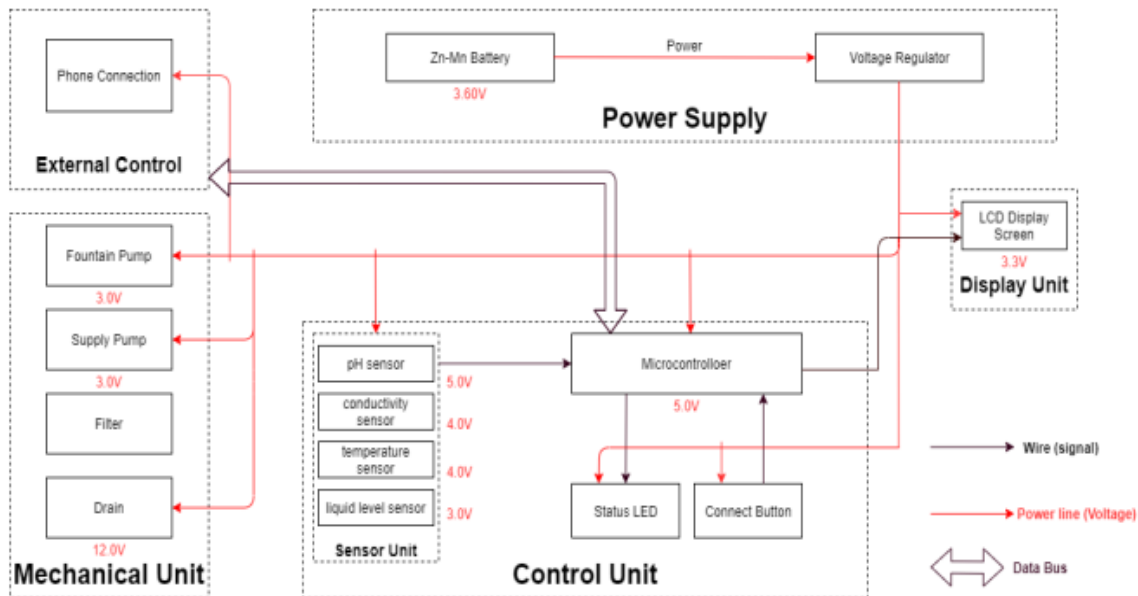 Phone Connection
External Control
Zn-Mn Battery
Power
Voltage Regulator
3.60V
Power Supply
LCD Display
Screen
3.3V
Display Unit
Fountain Pump
3.0V
Supply Pump
3.0V
Filter
Drain
12.0V
Mechanical Unit
pH sensor
5.0V
conductivity
sensor
4.0V
temperature
sensor
4.0V
liquid level sensor
3.0V
Sensor Unit
Microcontrolloer
5.0V
Status LED
Connect Button
Control Unit
Wire (signal)
Power line (Voltage)
Data Bus